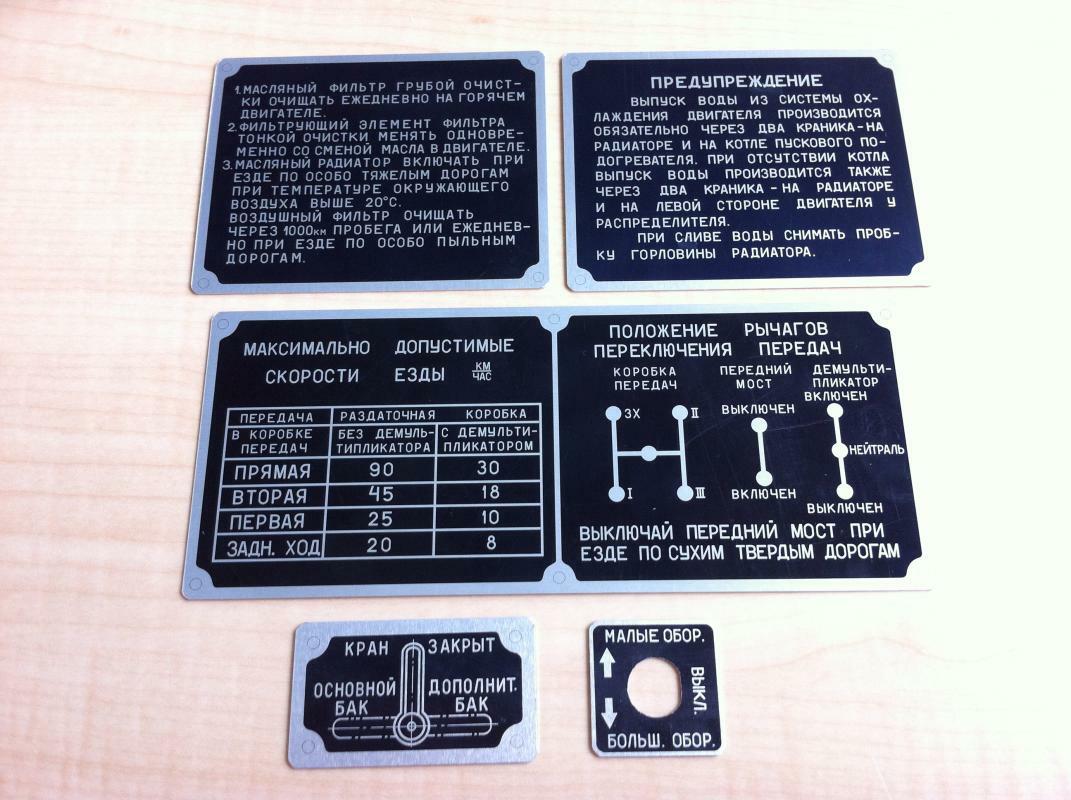 1. МАСЛЯНЫЙ ФИЛЬТР ГРУБОЙ ОЧИСТ-
КИ ОЧИЩАТЬ ЕЖЕДНЕВНО НА ГОРЯЧЕМ
ДВИГАТЕЛЕ.
2. ФИЛЬТРУЮЩИЙ ЭЛЕМЕНТ ФИЛЬТРА
ТОНКОЙ ОЧИСТКИ МЕНЯТЬ ОДНОВРЕ-
МЕННО СО СМЕНОЙ МАСЛА В ДВИГАТЕЛЕ.
3. МАСЛЯНЫЙ РАДИАТОР ВКЛЮЧАТЬ ПРИ
ЕЗДЕ ПО ОСОБО ТЯЖЕЛЫМ ДОРОГАМ
ПРИ ТЕМПЕРАТУРЕ ОКРУЖАЮЩЕГО
ВОЗДУХА ВЫШЕ 20°С.
ВОЗДУШНЫЙ ФИЛЬТР ОЧИЩАТЬ
ЧЕРЕЗ 1000км ПРОБЕГА ИЛИ ЕЖЕДНЕВ-
НО ПРИ ЕЗДЕ ПО ОСОБО ПЫЛЬНЫМ
ДОРОГАМ.
ПРЕДУПРЕЖДЕНИЕ
ВЫПУСК ВОДЫ ИЗ СИСТЕМЫ ОХ-
ЛАЖДЕНИЯ ДВИГАТЕЛЯ ПРОИЗВОДИТСЯ
ОБЯЗАТЕЛЬНО ЧЕРЕЗ ДВА КРАНИКА-НА
РАДИАТОРЕ И НА КОТЛЕ ПУСКОВОГО ПО-
ДОГРЕВАТЕЛЯ. ПРИ ОТСУТСТВИИ КОТЛА
ВЫПУСК ВОДЫ ПРОИЗВОДИТСЯ ТАКЖЕ
ЧЕРЕЗ ДВА КРАНИКА - НА РАДИАТОРЕ
И НА ЛЕВОЙ СТОРОНЕ ДВИГАТЕЛЯ У
РАСПРЕДЕЛИТЕЛЯ.
ПРИ СЛИВЕ ВОДЫ СНИМАТЬ ПРОБ-
КУ ГОРЛОВИНЫ РАДИАТОРА.
МАКСИМАЛЬНО ДОПУСТИМЫЕ
СКОРОСТИ ЕЗДЫ КМ/ЧАС
ПЕРЕДАЧА РАЗДАТОЧНАЯ КОРОБКА
В КОРОБКЕ БЕЗ ДЕМУЛЬ- С ДЕМУЛЬТИ-
ПЕРЕДАЧ ТИПЛИКАТОРА ПЛИКАТОРОМ
ПРЯМАЯ 90 30
ВТОРАЯ 45 18
ПЕРВАЯ 25 10
ЗАДН. ХОД 20 8
ПОЛОЖЕНИЕ РЫЧАГОВ
ПЕРЕКЛЮЧЕНИЯ ПЕРЕДАЧ
КОРОБКА ПЕРЕДНИЙ ДЕМУЛЬТИ-
ПЕРЕДАЧ МОСТ ПЛИКАТОР
ВКЛЮЧЕН
ЗХ II ВЫКЛЮЧЕН
НЕЙТРАЛЬ
I III ВКЛЮЧЕН
ВЫКЛЮЧЕН
ВЫКЛЮЧАЙ ПЕРЕДНИЙ МОСТ ПРИ
ЕЗДЕ ПО СУХИМ ТВЕРДЫМ ДОРОГАМ
КРАН ЗАКРЫТ
ОСНОВНОЙ ДОПОЛНИТ.
БАК БАК
МАЛЫЕ ОБОР.
ВЫКЛ.
БОЛЬШ. ОБОР.